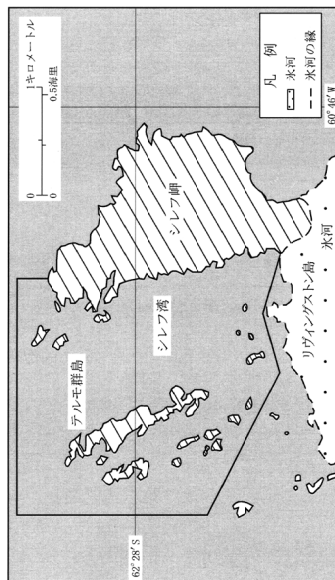 0 1キロメートル
0 0.5海里
凡例
氷河
氷河の縁
60°46′W
シレフ岬
シレフ湾
テルモ群島
62°28′S
リヴィングストン島
氷河